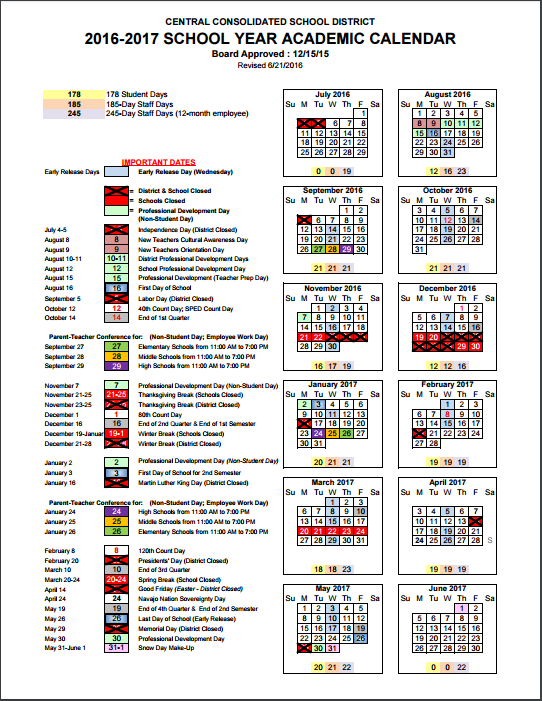 CENTRAL CONSOLIDATED SCHOOL DISTRICT
2016-2017 SCHOOL YEAR ACADEMIC CALENDAR
Board Approved : 12/15/15
Revised 6/21/2016
178 178 Student Days
185 185-Day Staff Days
245 245-Day Staff Days (12-month employee)
IMPORTANT DATES
Early Release Days Early Release Day (Wednesday)
= District & School Closed
= Schools Closed
= Professional Development Day
(Non-Student Day)
July 4-5 Independence Day (District Closed)
August 8 8 New Teachers Cultural Awareness Day
August 9 9 New Teachers Orientation Day
August 10-11 10-11 District Professional Development Days
August 12 12 School Professional Development Day
August 15 15 Professional Development (Teacher Prep Day)
August 16 16 First Day of School
September 5 Labor Day (District Closed)
October 12 12 40th Count Day; SPED Count Day
October 14 14 End of 1st Quarter
Parent-Teacher Conference for: (Non-Student Day; Employee Work Day)
September 27 27 Elementary Schools from 11:00 AM to 7:00 PM
September 28 28 Middle Schools from 11:00 AM to 7:00 PM
September 29 29 High Schools from 11:00 AM to 7:00 PM
November 7 7 Professional Development Day (Non-Student Day)
November 21-25 21-25 Thanksgiving Break (Schools Closed)
November 23-25 Thanksgiving Break (District Closed)
December 1 1 80th Count Day
December 16 16 End of 2nd Quarter & End of 1st Semester
December 19-Januar 19-1 Winter Break (Schools Closed)
December 21-28 Winter Break (District Closed)
January 2 2 Professional Development Day (Non-Student Day)
January 3 3 First Day of School for 2nd Semester
January 16 Martin Luther King Day (District Closed)
Parent-Teacher Conference for: (Non-Student Day; Employee Work Day)
January 24 24 High Schools from 11:00 AM to 7:00 PM
January 25 25 Middle Schools from 11:00 AM to 7:00 PM
January 26 26 Elementary Schools from 11:00 AM to 7:00 PM
February 8 8 120th Count Day
February 20 Presidents' Day (District Closed)
March 10 10 End of 3rd Quarter
March 20-24 20-24 Spring Break (School Closed)
April 14 Good Friday (Easter - District Closed)
April 24 24 Navajo Nation Sovereignty Day
May 19 19 End of 4th Quarter & End of 2nd Semester
May 26 26 Last Day of School (Early Release)
May 29 Memorial Day (District Closed)
May 30 30 Professional Development Day
May 31-June 1 31-1 Snow Day Make-Up
July 2016
Su M Tu W Th F Sa
1
6 7 8
11 12 13 14 15
18 19 20 21 22
25 26 27 28 29
0 0 19
August 2016
Su M Tu W Th F Sa
1 2 3 4 5
8 9 10 11 12
15 16 17 18 19
22 23 24 25 26
29 30 31
12 16 23
September 2016
Su M Tu W Th F Sa
1 2
6 7 8 9
12 13 14 15 16
19 20 21 22 23
26 27 28 29 30
21 21 21
October 2016
Su M Tu W Th F Sa
3 4 5 6 7
10 11 12 13 14
17 18 19 20 21
24 25 26 27 28
31
21 21 21
November 2016
Su M Tu W Th F Sa
1 2 3 4
7 8 9 10 11
14 15 16 17 18
21 22
28 29 30
16 17 19
December 2016
Su M Tu W Th F Sa
1 2
5 6 7 8 9
12 13 14 15 16
19 20
29 30
12 12 16
January 2017
Su M Tu W Th F Sa
2 3 4 5 6
9 10 11 12 13
17 18 19 20
23 24 25 26 27
30 31
20 21 21
February 2017
Su M Tu W Th F Sa
1 2 3
6 7 8 9 10
13 14 15 16 17
21 22 23 24
27 28
19 19 19
March 2017
Su M Tu W Th F Sa
1 2 3
6 7 8 9 10
13 14 15 16 17
20 21 22 23 24
27 28 29 30 31
18 18 23
April 2017
Su M Tu W Th F Sa
3 4 5 6 7
10 11 12 13
17 18 19 20 21
24 25 26 27 28 S
19 19 19
May 2017
Su M Tu W Th F Sa
1 2 3 4 5
8 9 10 11 12
15 16 17 18 19
22 23 24 25 26
30 31
20 21 22
June 2017
Su M Tu W Th F Sa
1 2
5 6 7 8 9
12 13 14 15 16
19 20 21 22 23
26 27 28 29 30
0 0 22